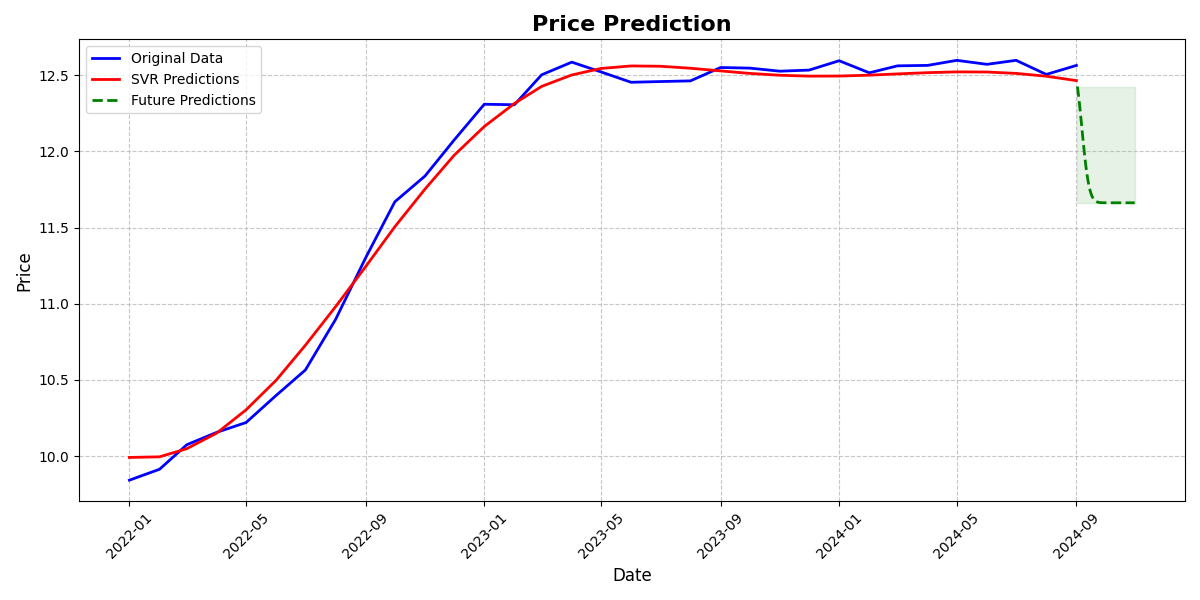 Price Prediction
Original Data
SVR Predictions
Future Predictions
Price
12.5
12.0
11.5
11.0
10.5
10.0
2022-01
2022-05
2022-09
2023-01
2023-05
2023-09
2024-01
2024-05
2024-09
Date